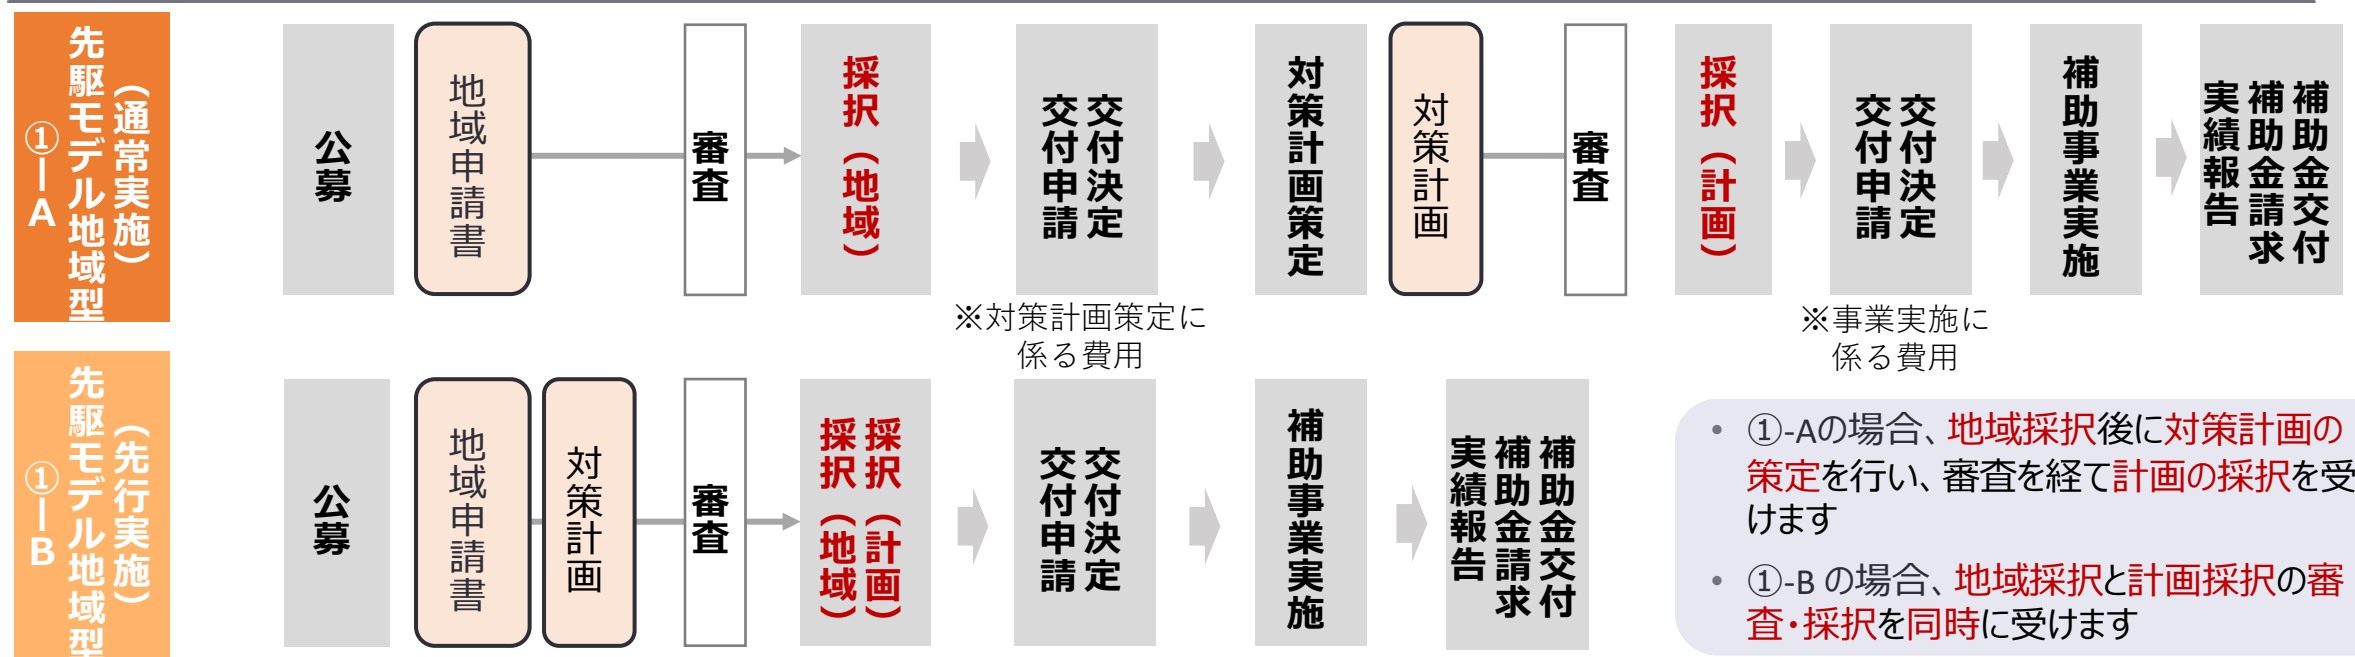 ①ーA
先駆モデル地域型
（通常実施）
公募
地域申請書
審査
採択（地域）
交付申請
交付決定
※対策計画策定に
係る費用
対策計画策定
対策計画
審査
採択（計画）
交付申請
交付決定
※事業実施に
係る費用
補助事業実施
実績報告
補助金請求
補助金交付
①ーB
先駆モデル地域型
（先行実施）
公募
地域申請書
対策計画
審査
採択（地域）
採択（計画）
交付申請
交付決定
補助事業実施
実績報告
補助金請求
補助金交付
• ①-Aの場合、地域採択後に対策計画の
策定を行い、審査を経て計画の採択を受
けます
• ①-B の場合、地域採択と計画採択の審
査・採択を同時に受けます